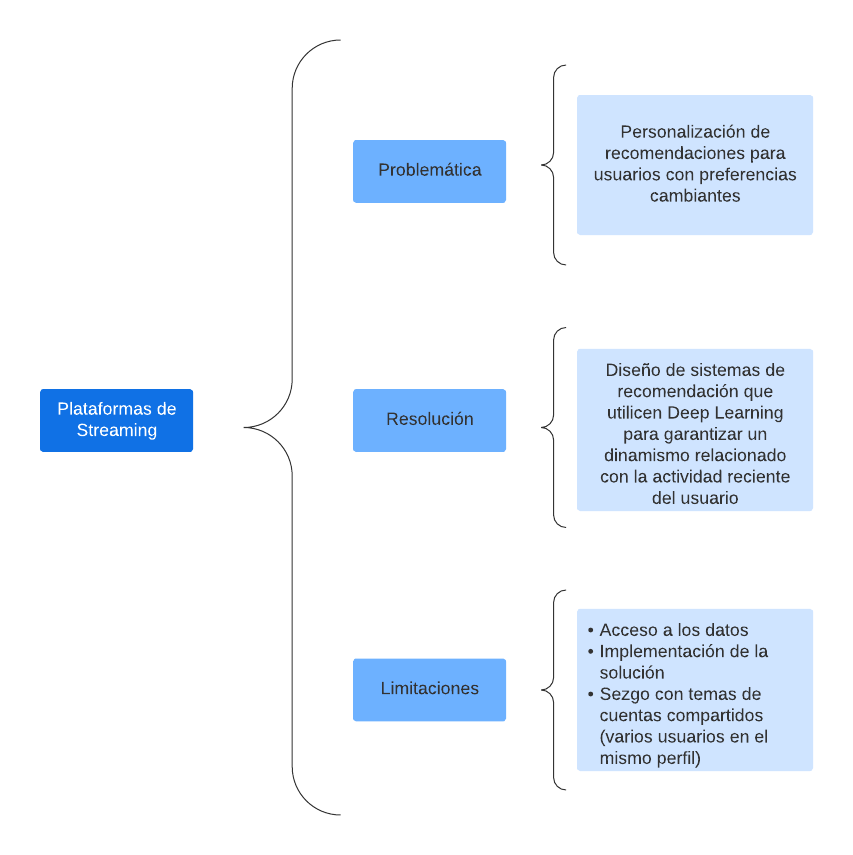 Personalización de
recomendaciones para
usuarios con preferencias
cambiantes
Problemática
Diseño de sistemas de
recomendación que
utilicen Deep Learning
para garantizar un
dinamismo relacionado
con la actividad reciente
del usuario
Plataformas de
Streaming
Resolución
• Acceso a los datos
• Implementación de la
solución
• Sezgo con temas de
cuentas compartidos
(varios usuarios en el
mismo perfil)
Limitaciones